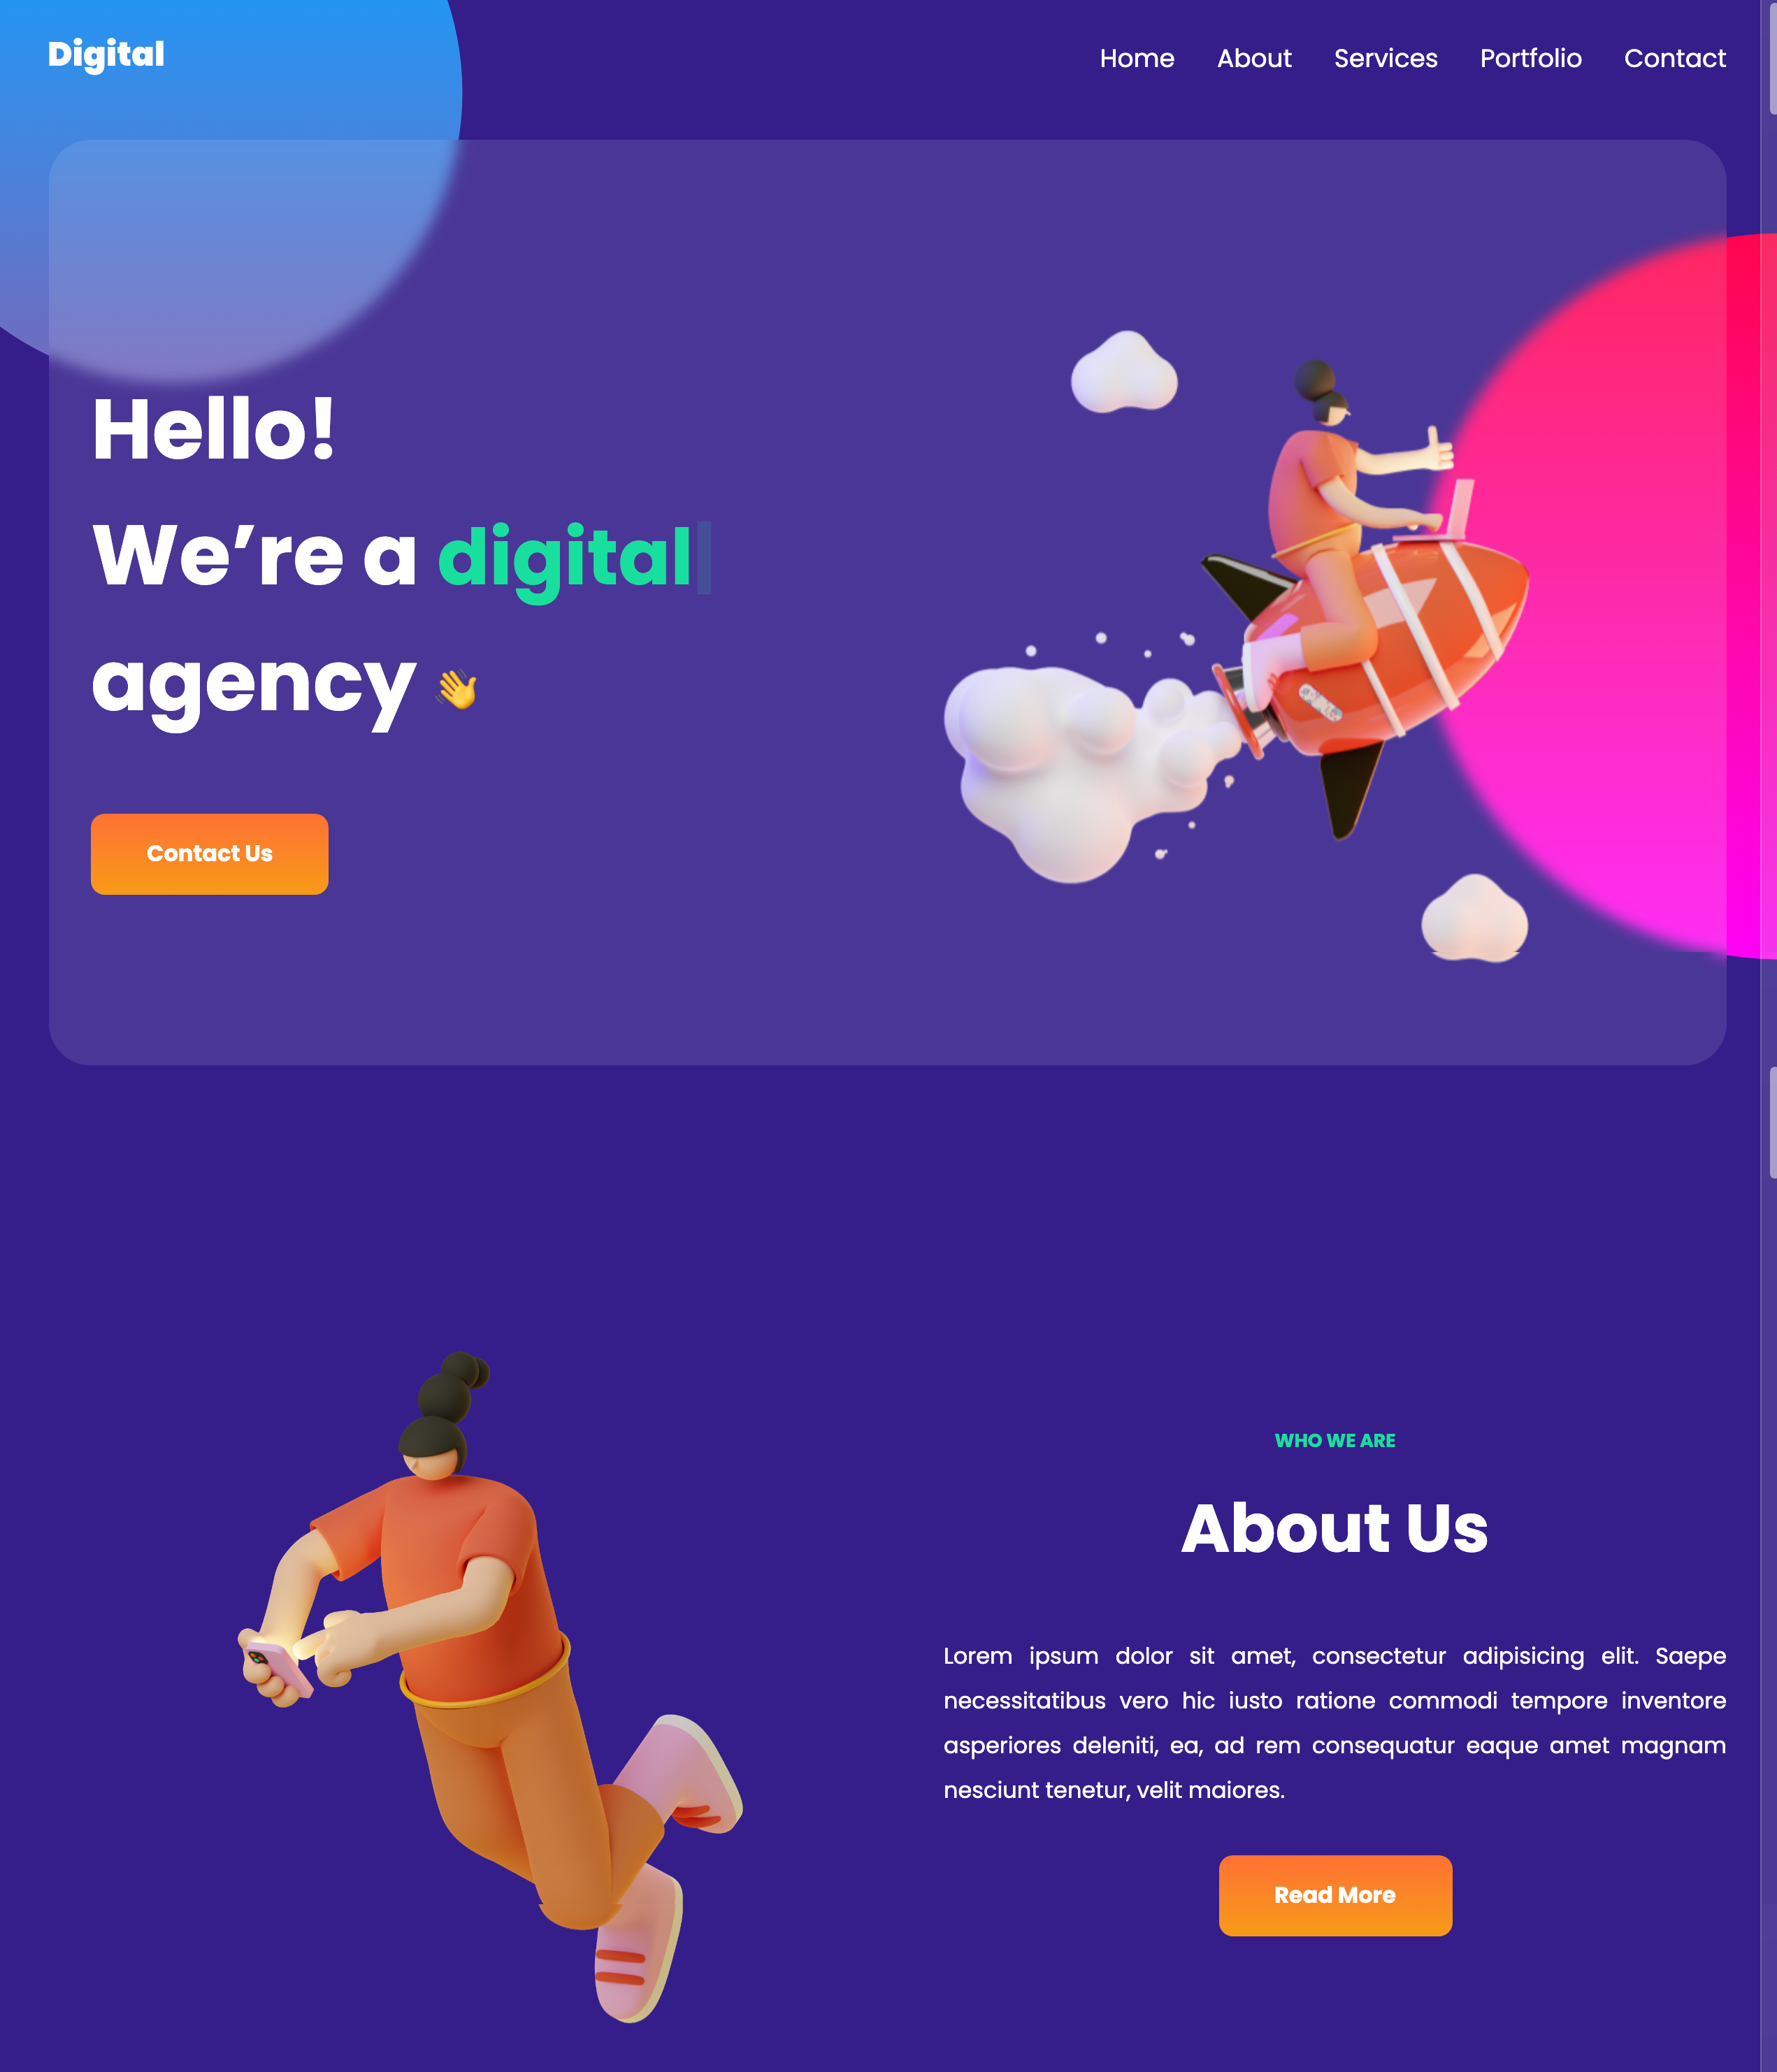 Digital
Home About Services Portfolio Contact
Hello!
We’re a digital
agency 👋
Contact Us
WHO WE ARE
About Us
Lorem ipsum dolor sit amet, consectetur adipisicing elit. Saepe
necessitatibus vero hic iusto ratione commodi tempore inventore
asperiores deleniti, ea, ad rem consequatur eaque amet magnam
nesciunt tenetur, velit maiores.
Read More